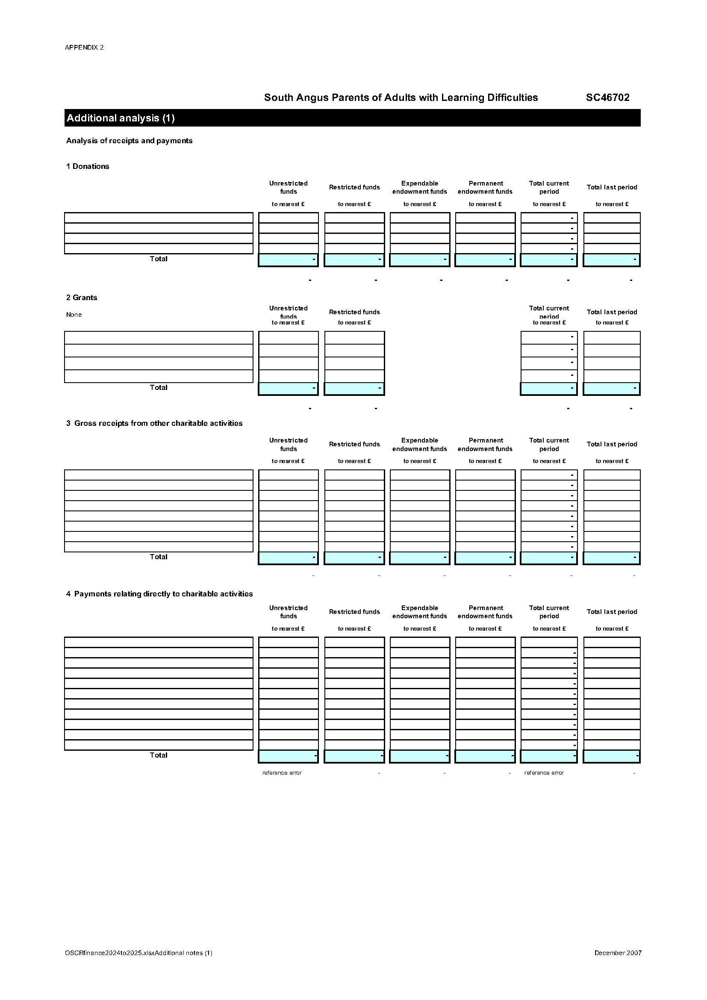 APPENDIX 2
South Angus Parents of Adults with Learning Difficulties SC46702
Additional analysis (1)
Analysis of receipts and payments
1 Donations
Unrestricted funds Restricted funds Expendable endowment funds Permanent endowment funds Total current period Total last period
to nearest £ to nearest £ to nearest £ to nearest £ to nearest £ to nearest £
-
-
-
-
Total - - - - - -
- - - - - -
2 Grants
None Unrestricted funds Restricted funds Total current period Total last period
to nearest £ to nearest £ to nearest £ to nearest £
-
-
-
-
Total - - - -
- - - -
3 Gross receipts from other charitable activities
Unrestricted funds Restricted funds Expendable endowment funds Permanent endowment funds Total current period Total last period
to nearest £ to nearest £ to nearest £ to nearest £ to nearest £ to nearest £
-
-
-
-
-
-
-
-
Total - - - - - -
- - - - - -
4 Payments relating directly to charitable activities
Unrestricted funds Restricted funds Expendable endowment funds Permanent endowment funds Total current period Total last period
to nearest £ to nearest £ to nearest £ to nearest £ to nearest £ to nearest £
-
-
-
-
-
-
-
-
-
-
Total - - - - - -
reference error - - - reference error -
OSCRfinance2024to2025.xlsxAdditional notes (1) December 2007